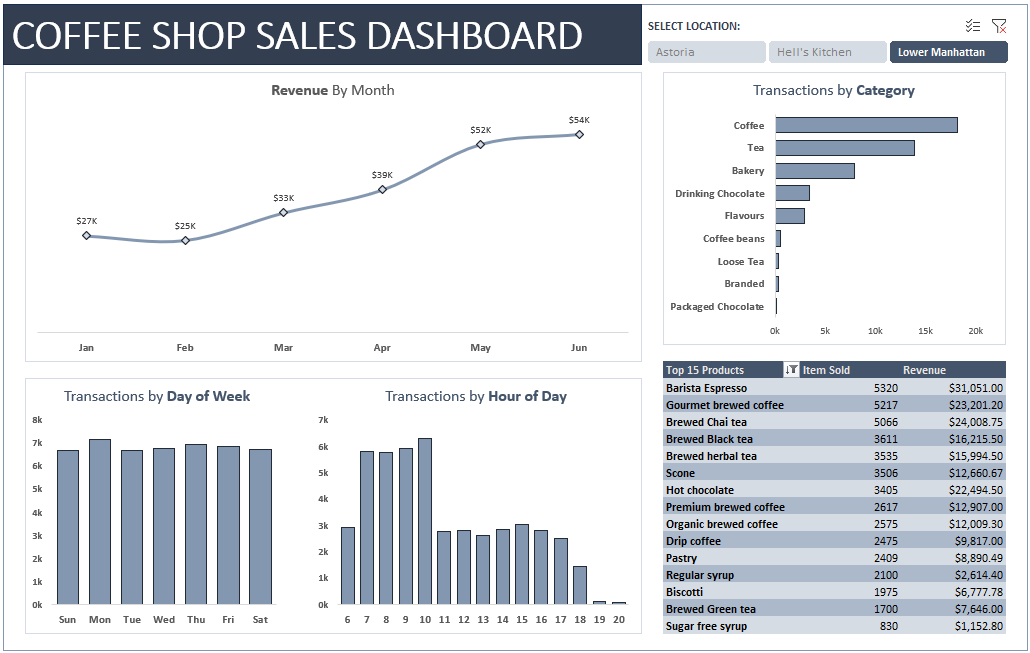 COFFEE SHOP SALES DASHBOARD
SELECT LOCATION:
Astoria Hell's Kitchen Lower Manhattan
Revenue By Month
$27K $25K $33K $39K $52K $54K
Jan Feb Mar Apr May Jun
Transactions by Category
Coffee
Tea
Bakery
Drinking Chocolate
Flavours
Coffee beans
Loose Tea
Branded
Packaged Chocolate
0k 5k 10k 15k 20k
Transactions by Day of Week
8k
7k
6k
5k
4k
3k
2k
1k
0k
Sun Mon Tue Wed Thu Fri Sat
Transactions by Hour of Day
7k
6k
5k
4k
3k
2k
1k
0k
6 7 8 9 10 11 12 13 14 15 16 17 18 19 20
Top 15 Products Item Sold Revenue
Barista Espresso 5320 $31,051.00
Gourmet brewed coffee 5217 $23,201.20
Brewed Chai tea 5066 $24,008.75
Brewed Black tea 3611 $16,215.50
Brewed herbal tea 3535 $15,994.50
Scone 3506 $12,660.67
Hot chocolate 3405 $22,494.50
Premium brewed coffee 2617 $12,907.00
Organic brewed coffee 2575 $12,009.30
Drip coffee 2475 $9,817.00
Pastry 2409 $8,890.49
Regular syrup 2100 $2,614.40
Biscotti 1975 $6,777.78
Brewed Green tea 1700 $7,646.00
Sugar free syrup 830 $1,152.80